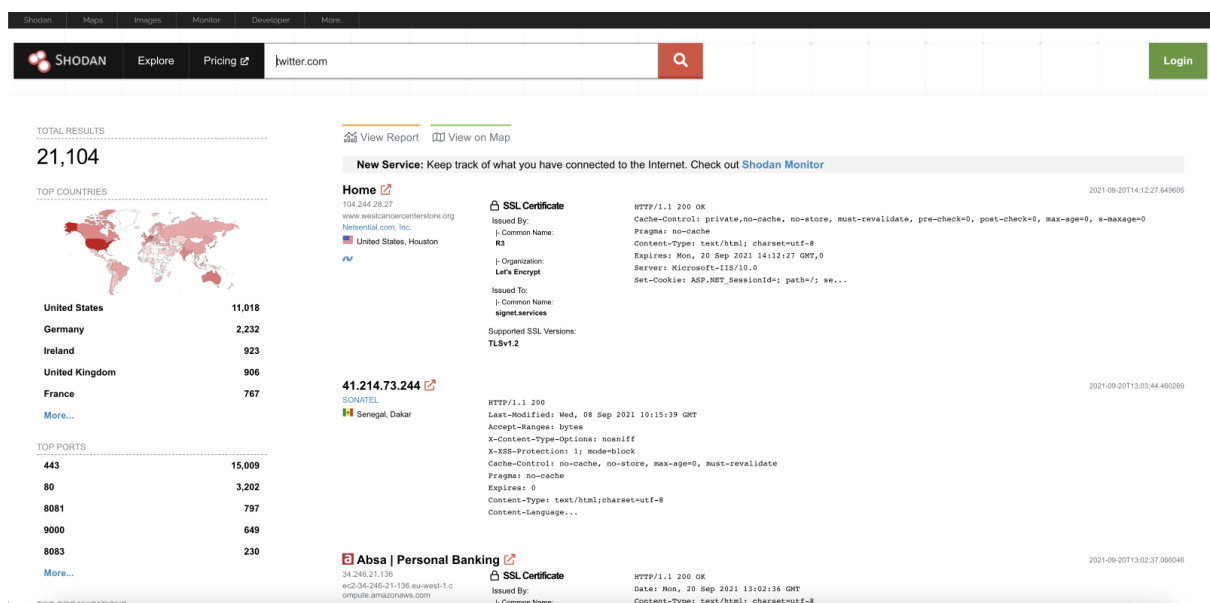 Shodan Maps Images Monitor Developer More...
SHODAN Explore Pricing twitter.com Login
TOTAL RESULTS
21,104
TOP COUNTRIES
United States 11,018
Germany 2,232
Ireland 923
United Kingdom 906
France 767
More...
TOP PORTS
443 15,009
80 3,202
8081 797
9000 649
8083 230
More...
TOP ORGANIZATIONS
View Report View on Map
New Service: Keep track of what you have connected to the Internet. Check out Shodan Monitor
Home
2021-09-20T14:12:27.649605
104.244.28.27
www.westcancercenterstore.org
Netsential.com, Inc.
United States, Houston
SSL Certificate
Issued By:
|- Common Name:
R3
|- Organization:
Let's Encrypt
Issued To:
|- Common Name:
signet.services
Supported SSL Versions:
TLSv1.2
HTTP/1.1 200 OK
Cache-Control: private,no-cache, no-store, must-revalidate, pre-check=0, post-check=0, max-age=0, s-maxage=0
Pragma: no-cache
Content-Type: text/html; charset=utf-8
Expires: Mon, 20 Sep 2021 14:12:27 GMT,0
Server: Microsoft-IIS/10.0
Set-Cookie: ASP.NET_SessionId=; path=/; se...
41.214.73.244
2021-09-20T13:03:44.460269
SONATEL
Senegal, Dakar
HTTP/1.1 200
Last-Modified: Wed, 08 Sep 2021 10:15:39 GMT
Accept-Ranges: bytes
X-Content-Type-Options: nosniff
X-XSS-Protection: 1; mode=block
Cache-Control: no-cache, no-store, max-age=0, must-revalidate
Pragma: no-cache
Expires: 0
Content-Type: text/html;charset=utf-8
Content-Language...
a Absa | Personal Banking
2021-09-20T13:02:37.066046
34.246.21.136
ec2-34-246-21-136.eu-west-1.c
ompute.amazonaws.com
SSL Certificate
Issued By:
|- Common Name:
HTTP/1.1 200 OK
Date: Mon, 20 Sep 2021 13:02:36 GMT
Content-Type: text/html; charset=utf-8